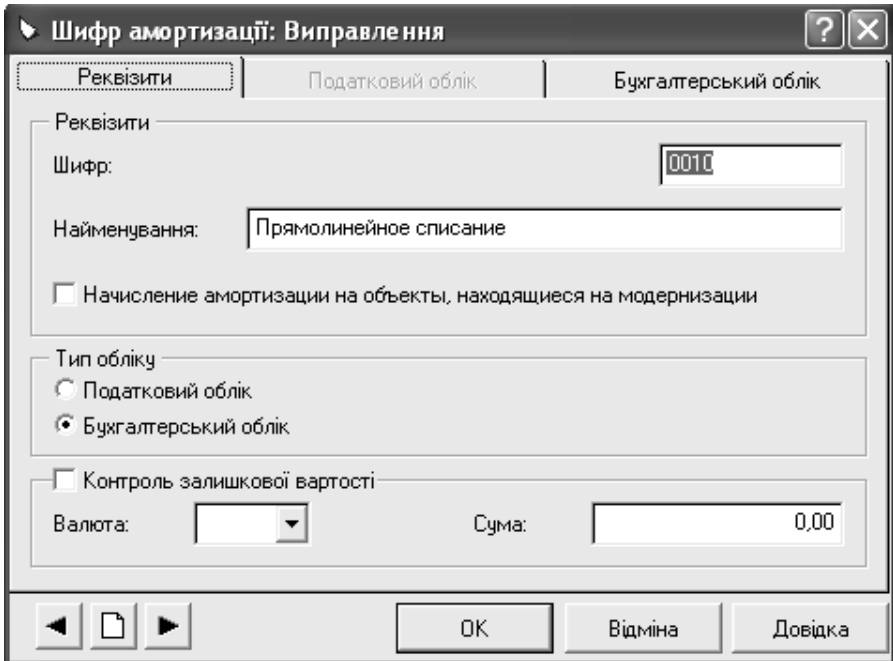 Шифр амортизації: Виправлення
Реквізити Податковий облік Бухгалтерський облік
Реквізити
Шифр: 0010
Найменування: Прямолинейное списание
Начисление амортизации на объекты, находящиеся на модернизации
Тип обліку
Податковий облік
Бухгалтерський облік
Контроль залишкової вартості
Валюта: Сума: 0,00
OK Відміна Довідка